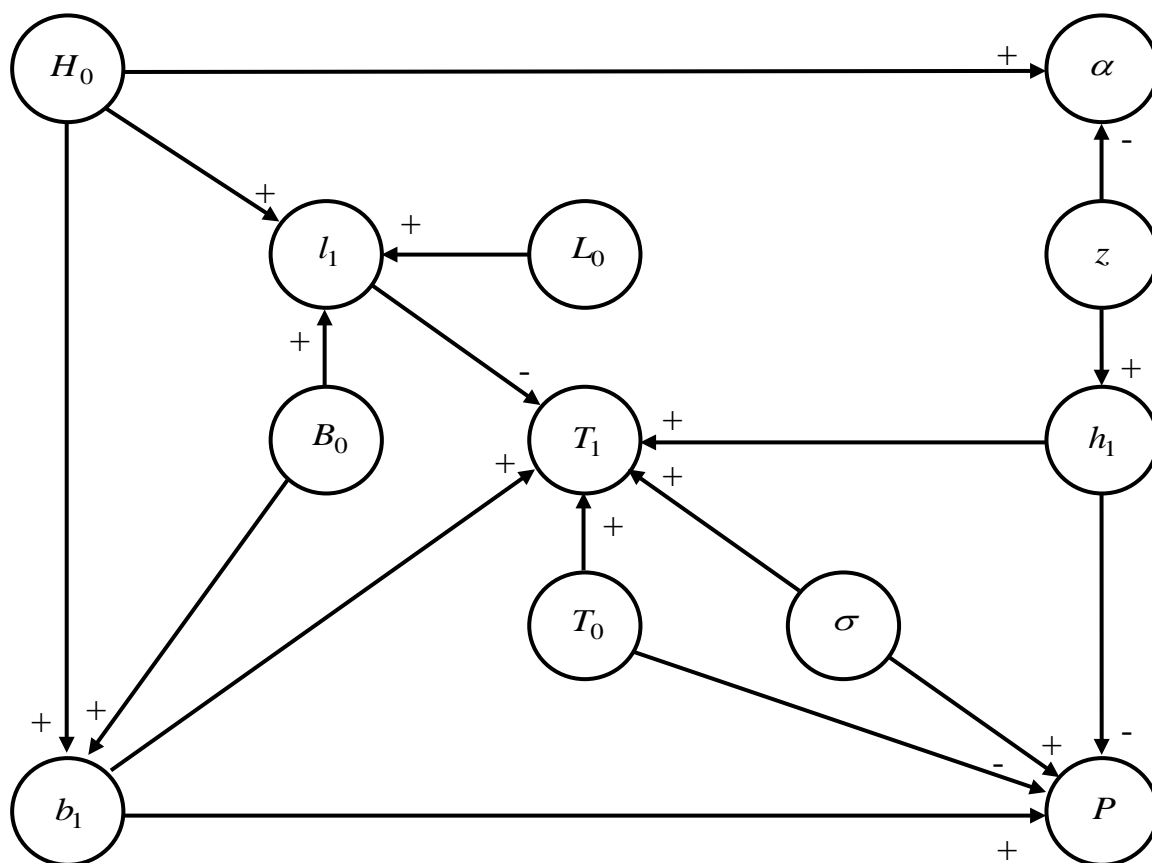 H₀ + α
-
+ + l₁ L₀ z
+ +
B₀ - T₁ + h₁
+ +
+
T₀ σ
+ + + -
-
b₁ P
+